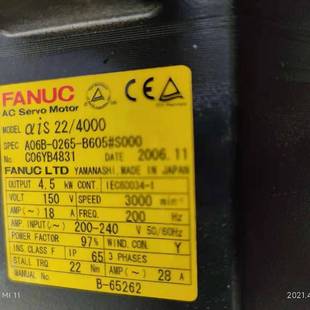 FANUC
AC Servo Motor
MODEL αiS 22/4000
SPEC A06B-0265-B605#S000
No C06YB4831 DATE 2006.11
FANUC LTD YAMANASHI, MADE IN JAPAN
OUTPUT 4.5 kW CONT IEC60034-1
VOLT 150 V SPEED 3000 min⁻¹
AMP (~) 18 A FREQ. 200 Hz
AMP INPUT (~) 200-240 V 50/60Hz
POWER FACTOR 97% WIND. CON. Y
INS CLASS F IP 65 3 PHASES
STALL TRQ 22 Nm AMP (~) 28 A
MANUAL No. B-65262
MI 11
2021.4